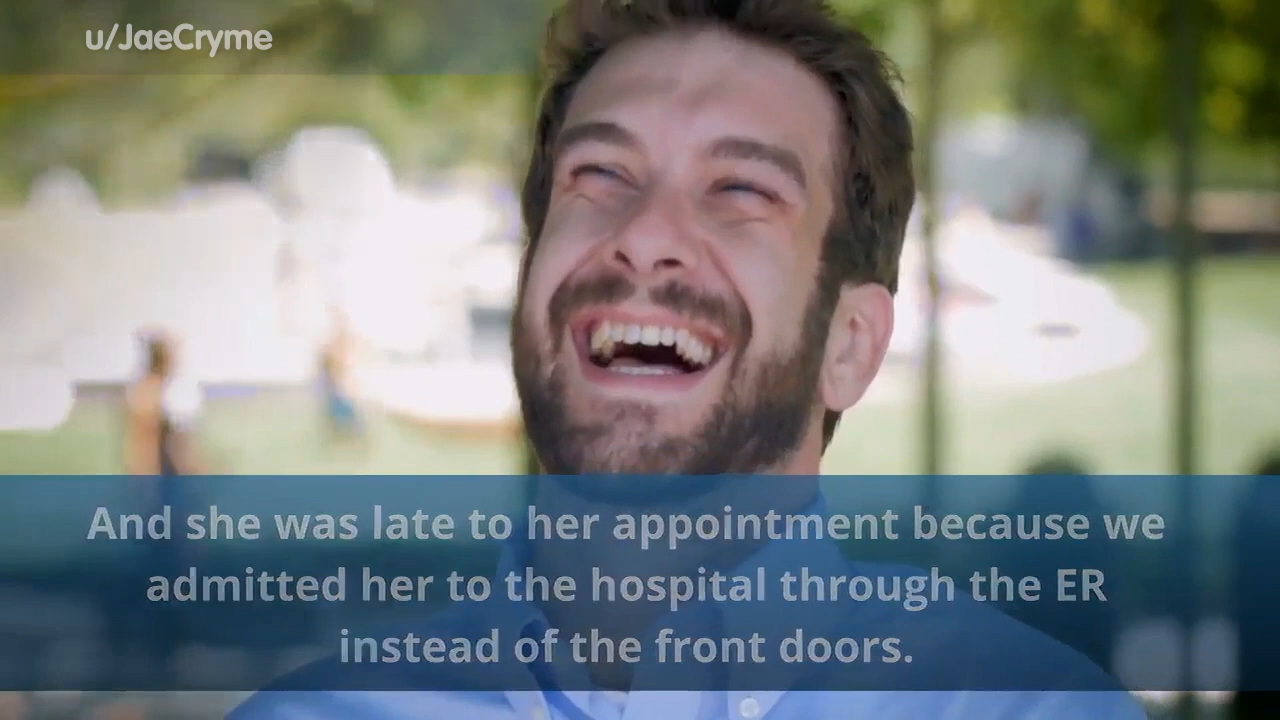 u/JaeCryme
And she was late to her appointment because we
admitted her to the hospital through the ER
instead of the front doors.